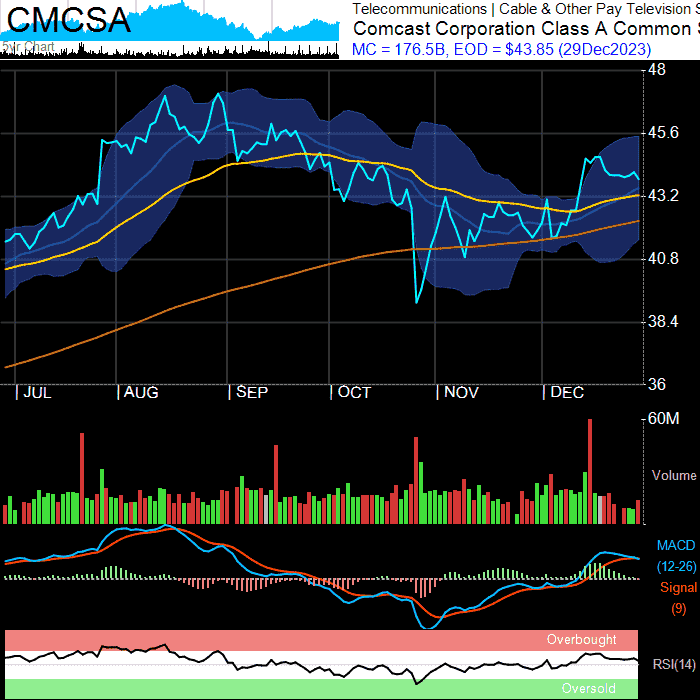 CMCSA
5yr Chart
Telecommunications | Cable & Other Pay Television S
Comcast Corporation Class A Common S
MC = 176.5B, EOD = $43.85 (29Dec2023)
48
45.6
43.2
40.8
38.4
36
JUL AUG SEP OCT NOV DEC
60M
Volume
MACD
(12-26)
Signal
(9)
Overbought
RSI(14)
Oversold